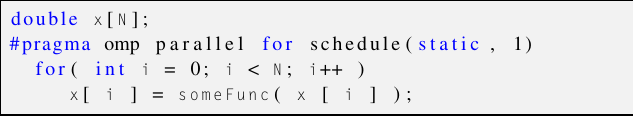 double x[N];
#pragma omp parallel for schedule(static, 1)
for( int i = 0; i < N; i++ )
x[ i ] = someFunc( x [ i ] );